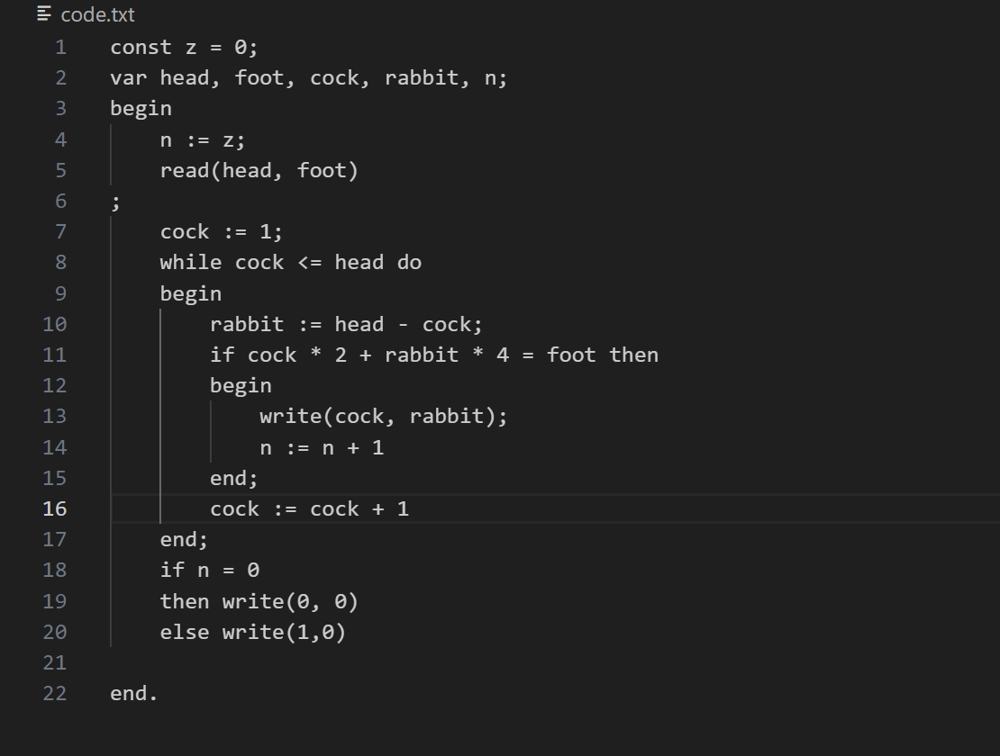 code.txt
1 const z = 0;
2 var head, foot, cock, rabbit, n;
3 begin
4     n := z;
5     read(head, foot)
6 ;
7     cock := 1;
8     while cock <= head do
9     begin
10         rabbit := head - cock;
11         if cock * 2 + rabbit * 4 = foot then
12         begin
13             write(cock, rabbit);
14             n := n + 1
15         end;
16         cock := cock + 1
17     end;
18     if n = 0
19     then write(0, 0)
20     else write(1,0)
21
22 end.